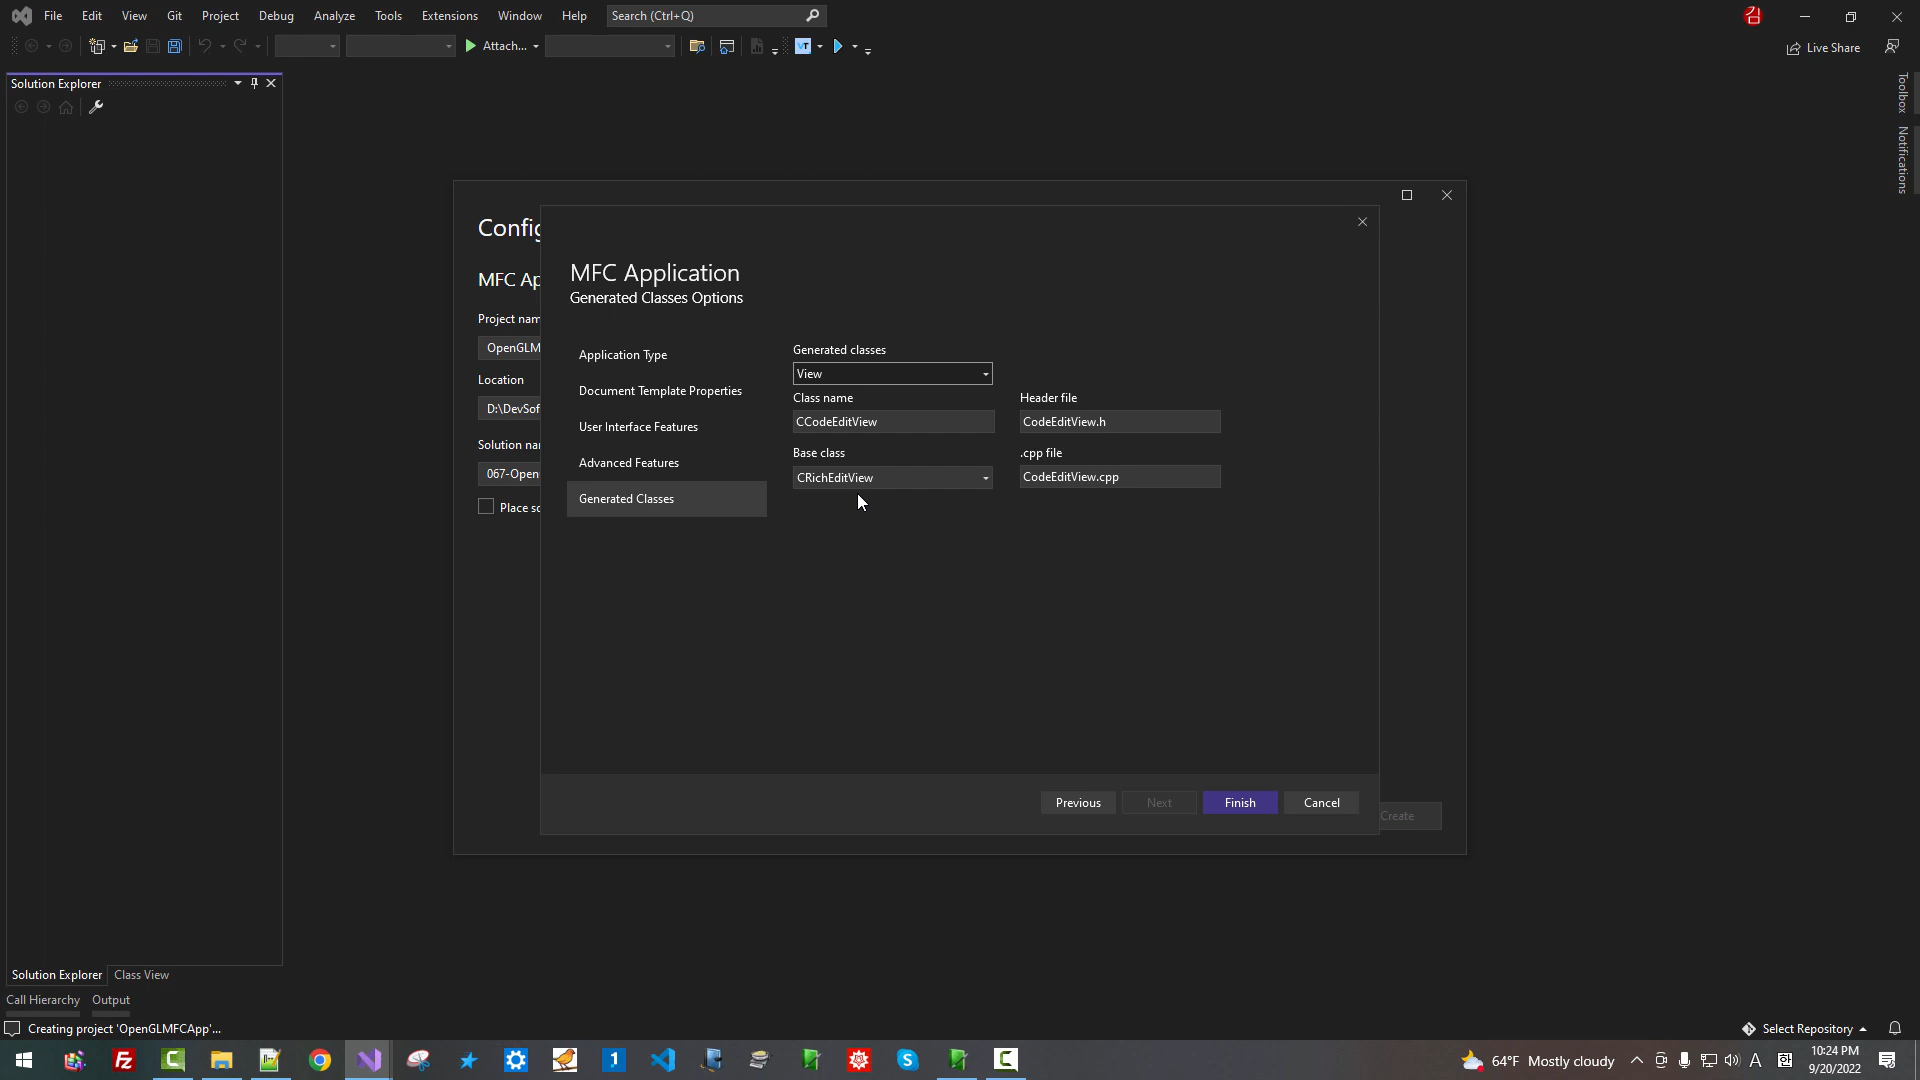 File Edit View Git Project Debug Analyze Tools Extensions Window Help Search (Ctrl+Q) 김
Attach... VT Live Share
Solution Explorer
Toolbox
Notifications
Config
MFC Ap
Project nam
OpenGLM
Location
D:\DevSof
Solution nar
067-Open
Place so
MFC Application
Generated Classes Options
Application Type
Document Template Properties
User Interface Features
Advanced Features
Generated Classes
Generated classes
View
Class name Header file
CCodeEditView CodeEditView.h
Base class .cpp file
CRichEditView CodeEditView.cpp
Previous Next Finish Cancel
Create
Solution Explorer Class View
Call Hierarchy Output
Creating project 'OpenGLMFCApp'... Select Repository
64°F Mostly cloudy A 10:24 PM
9/20/2022